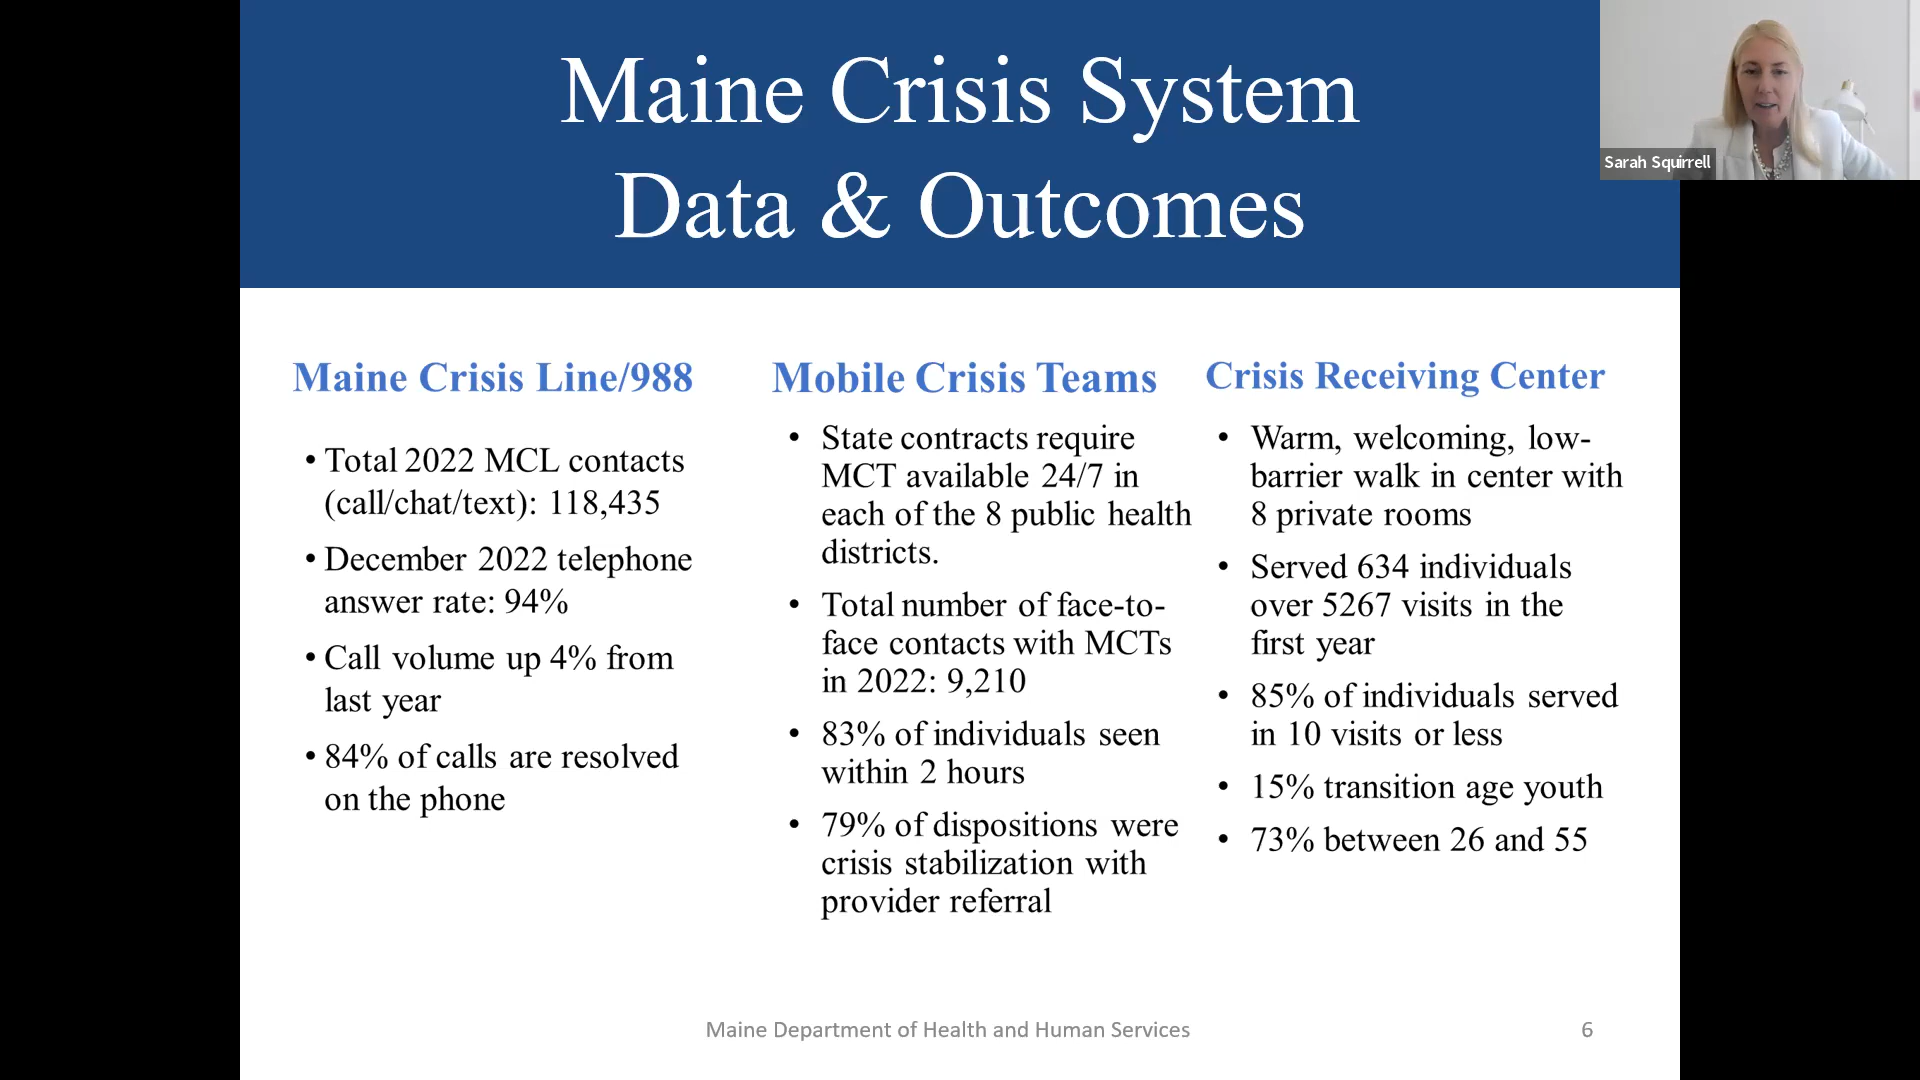 Maine Crisis System
Data & Outcomes
Sarah Squirrell
Maine Crisis Line/988
• Total 2022 MCL contacts
(call/chat/text): 118,435
• December 2022 telephone
answer rate: 94%
• Call volume up 4% from
last year
• 84% of calls are resolved
on the phone
Mobile Crisis Teams
• State contracts require
MCT available 24/7 in
each of the 8 public health
districts.
• Total number of face-to-
face contacts with MCTs
in 2022: 9,210
• 83% of individuals seen
within 2 hours
• 79% of dispositions were
crisis stabilization with
provider referral
Crisis Receiving Center
• Warm, welcoming, low-
barrier walk in center with
8 private rooms
• Served 634 individuals
over 5267 visits in the
first year
• 85% of individuals served
in 10 visits or less
• 15% transition age youth
• 73% between 26 and 55
Maine Department of Health and Human Services
6